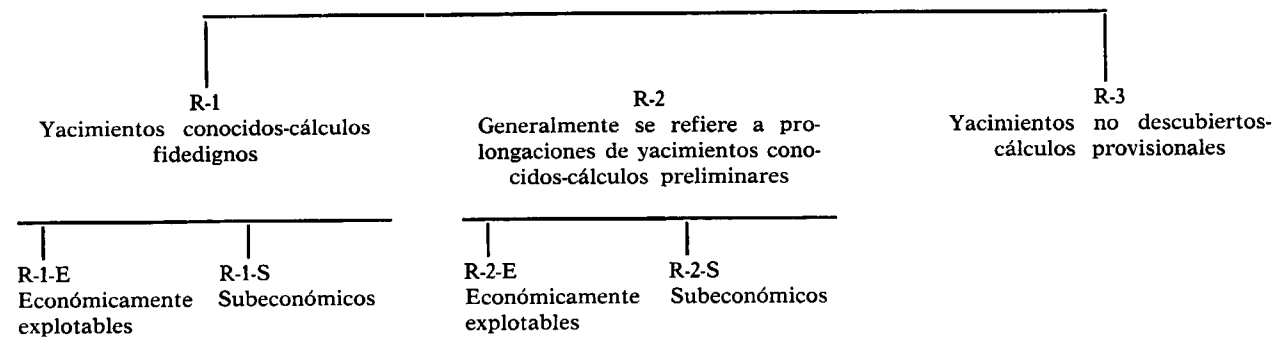 R-1
Yacimientos conocidos-cálculos
fidedignos
R-2
Generalmente se refiere a pro-
longaciones de yacimientos cono-
cidos-cálculos preliminares
R-3
Yacimientos no descubiertos-
cálculos provisionales
R-1-E
Económicamente
explotables
R-1-S
Subeconómicos
R-2-E
Económicamente
explotables
R-2-S
Subeconómicos